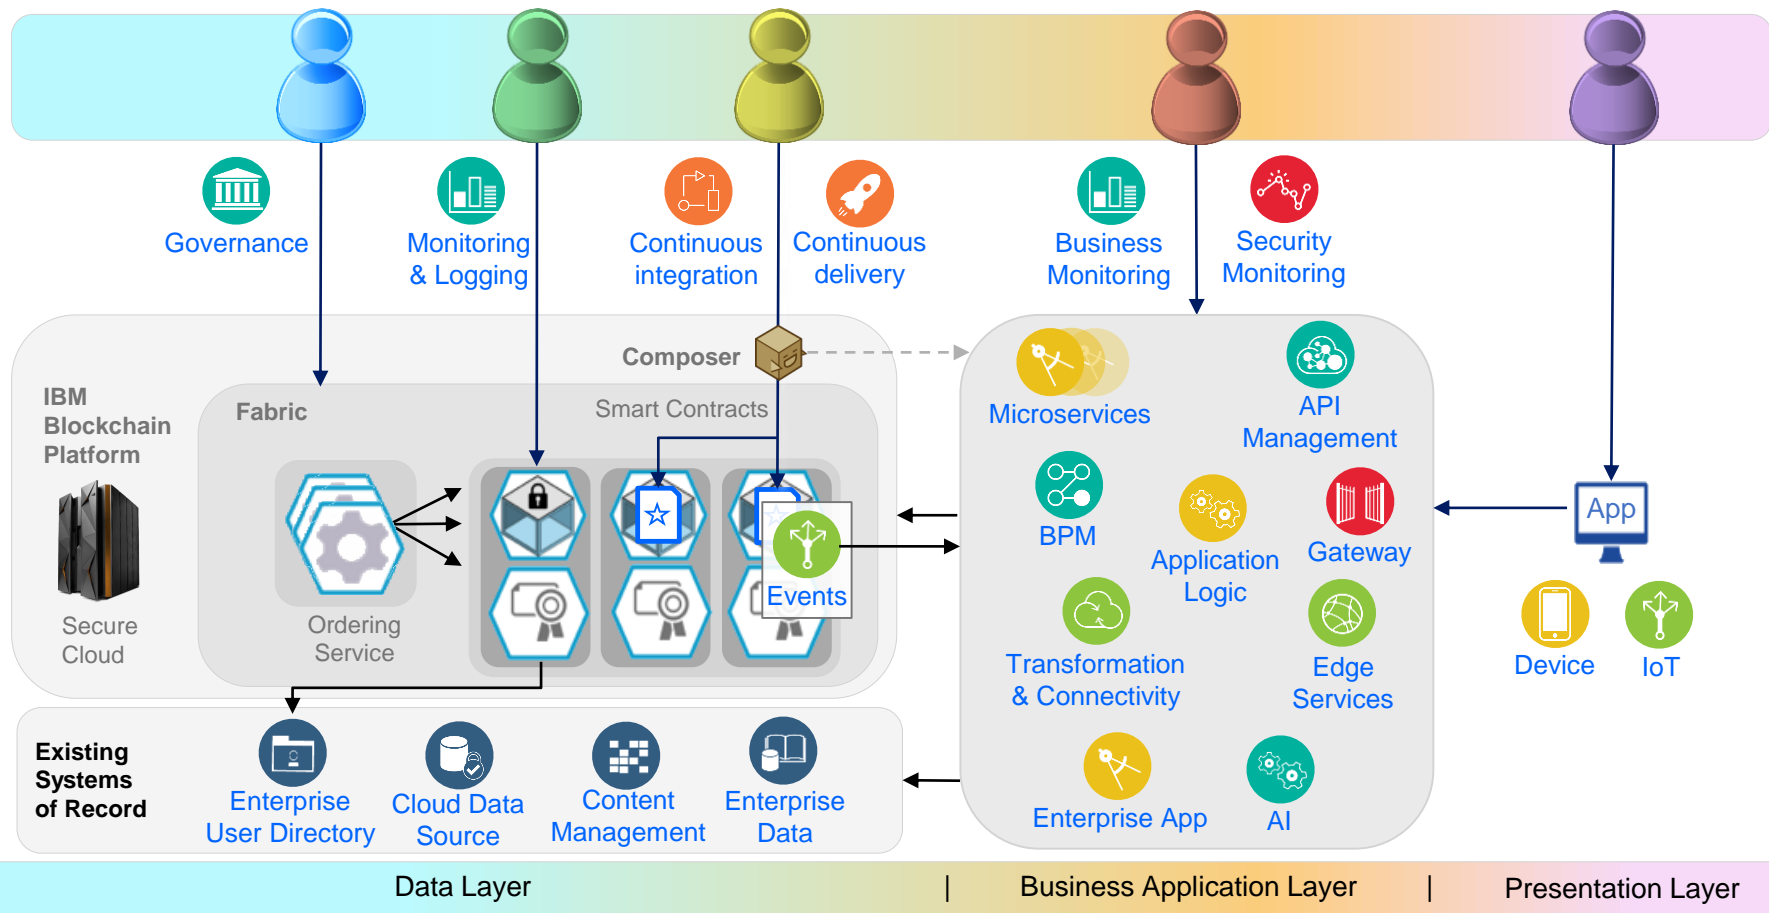 Governance
Monitoring
& Logging
Continuous
integration
Continuous
delivery
Business
Monitoring
Security
Monitoring
Composer
IBM
Blockchain
Platform
Fabric
Smart Contracts
Secure
Cloud
Ordering
Service
Events
Microservices
API
Management
BPM
Application
Logic
Gateway
Transformation
& Connectivity
Edge
Services
Enterprise App
AI
App
Device
IoT
Existing
Systems
of Record
Enterprise
User Directory
Cloud Data
Source
Content
Management
Enterprise
Data
Data Layer | Business Application Layer | Presentation Layer